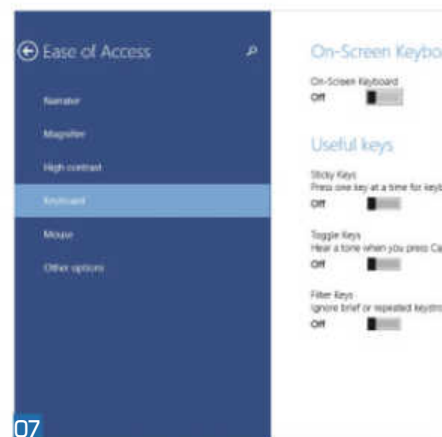 Ease of Access
Narrator
Magnifier
High contrast
Keyboard
Mouse
Other options
07
On-Screen Keyboa
On-Screen Keyboard
Off
Useful keys
Sticky Keys
Press one key at a time for keyb
Off
Toggle Keys
Hear a tone when you press Ca
Off
Filter Keys
Ignore brief or repeated keystro
Off